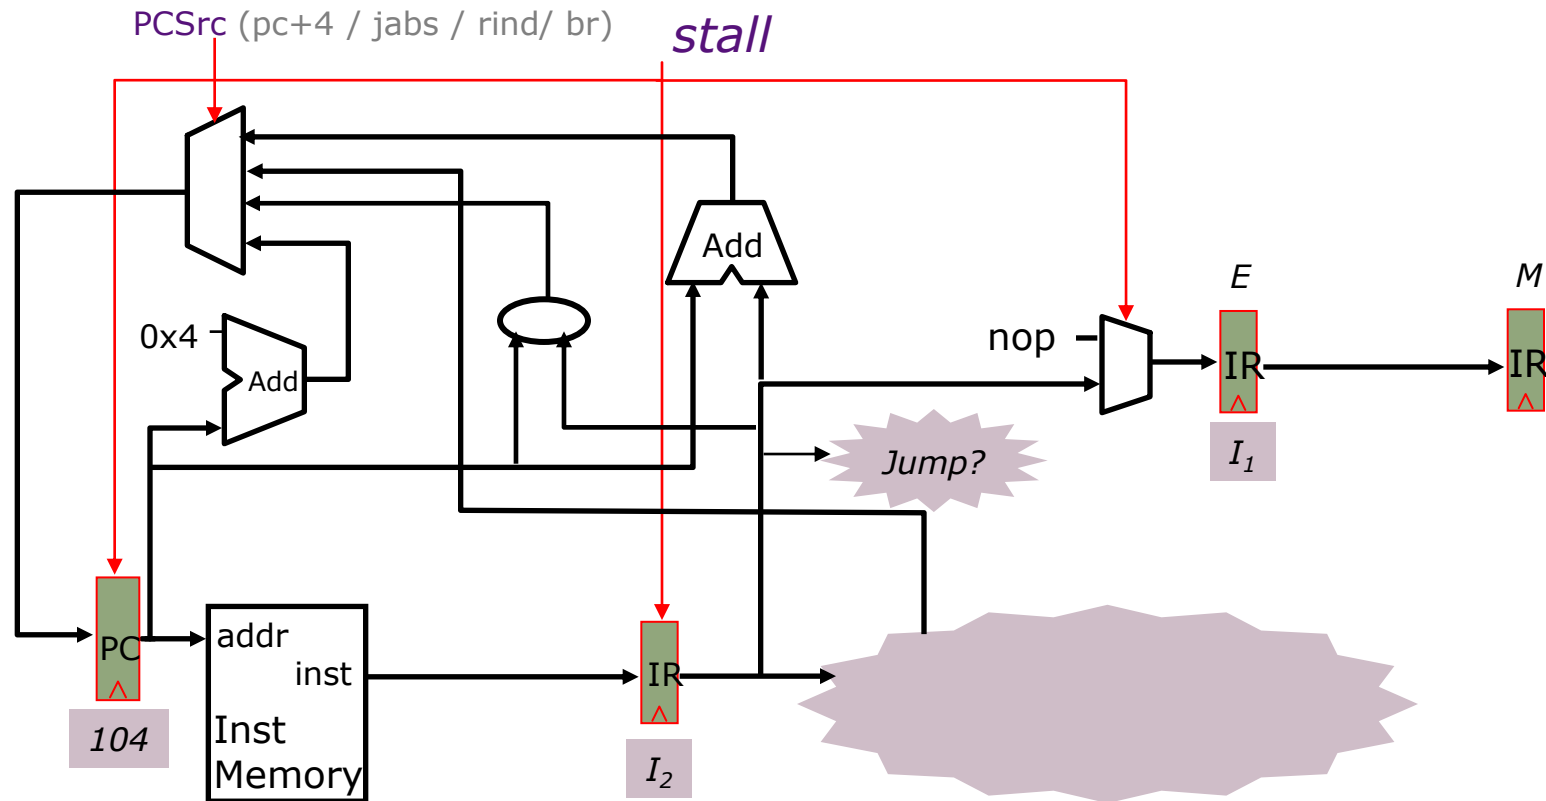 PCSrc (pc+4 / jabs / rind/ br)
stall
Add
E
M
0x4
Add
nop
IR
IR
Jump?
I₁
PC
addr
inst
IR
Inst
Memory
104
I₂